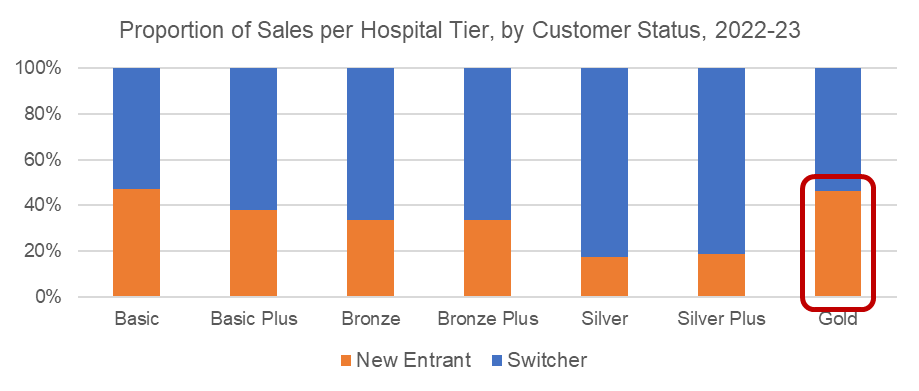 Proportion of Sales per Hospital Tier, by Customer Status, 2022-23
100%
80%
60%
40%
20%
0%
Basic Basic Plus Bronze Bronze Plus Silver Silver Plus Gold
New Entrant Switcher